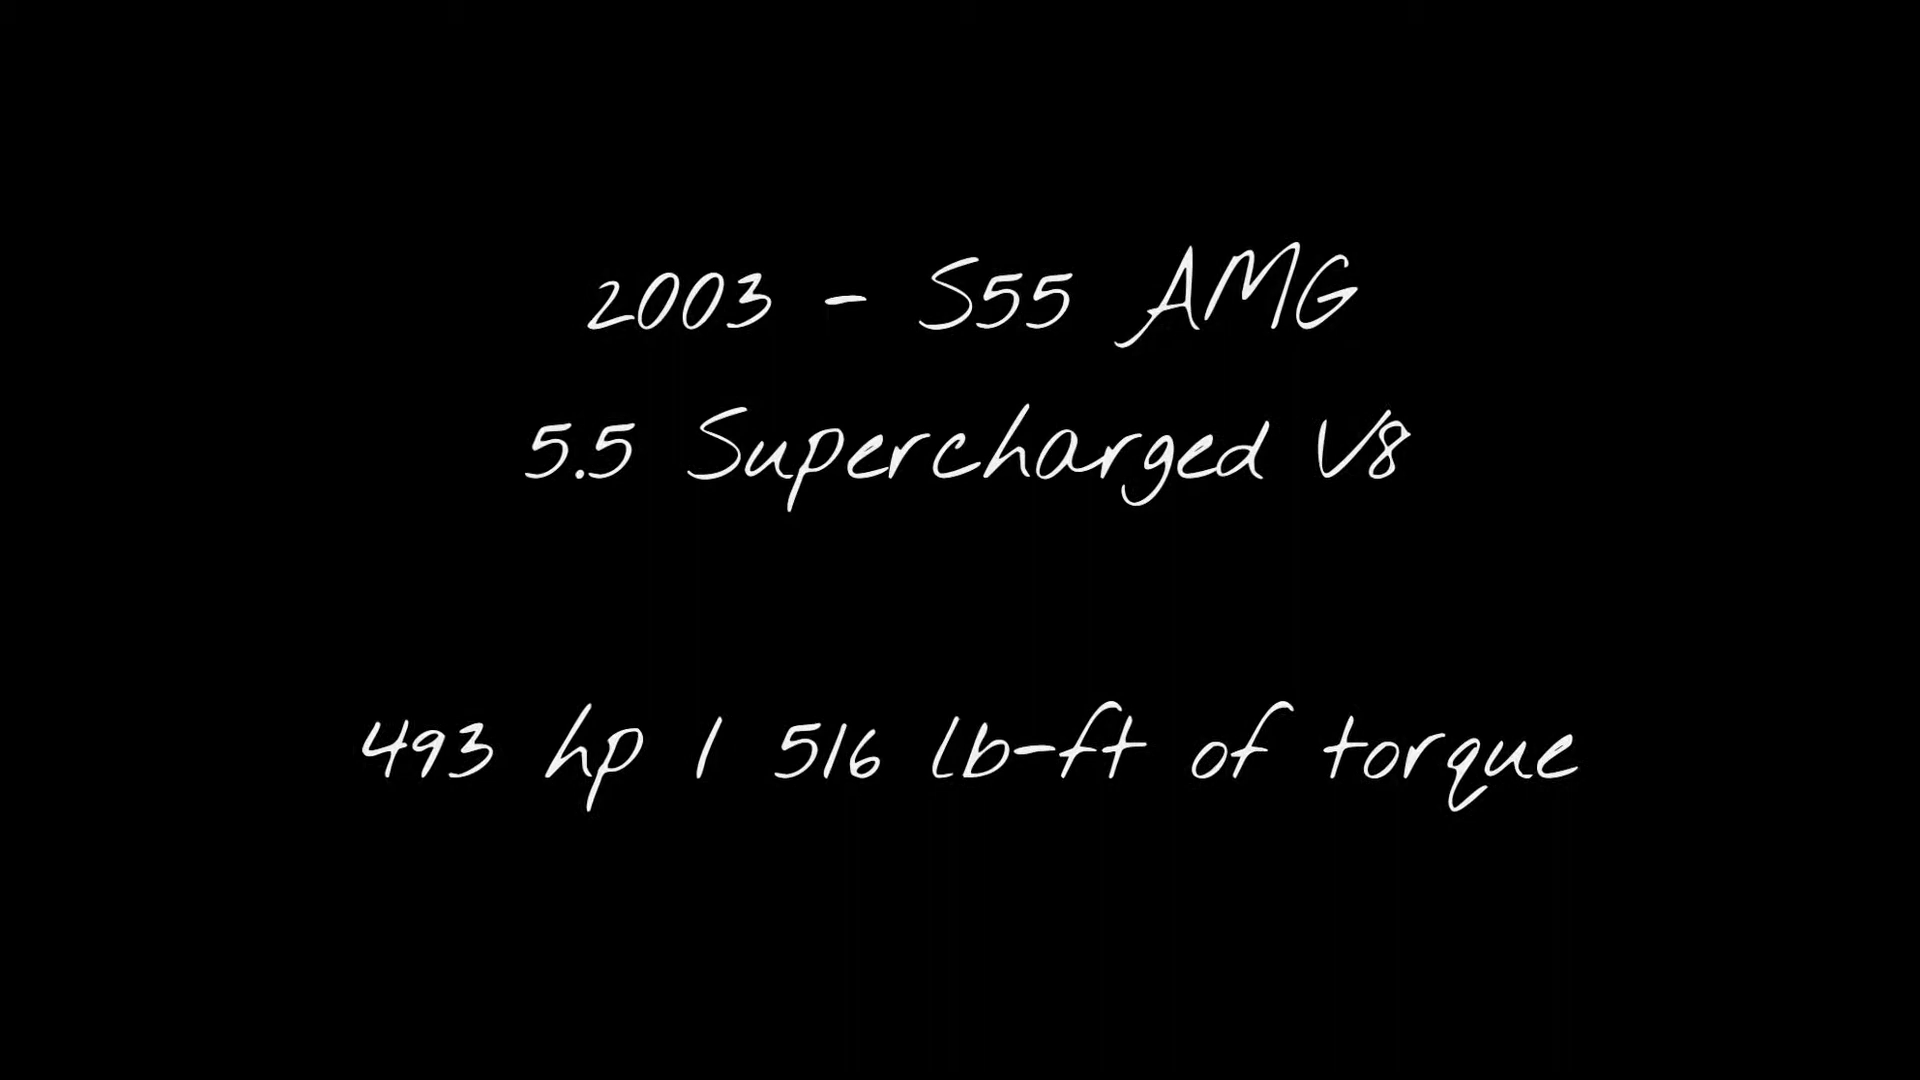 2003 - S55 AMG
5.5 Supercharged V8
493 hp | 516 lb-ft of torque